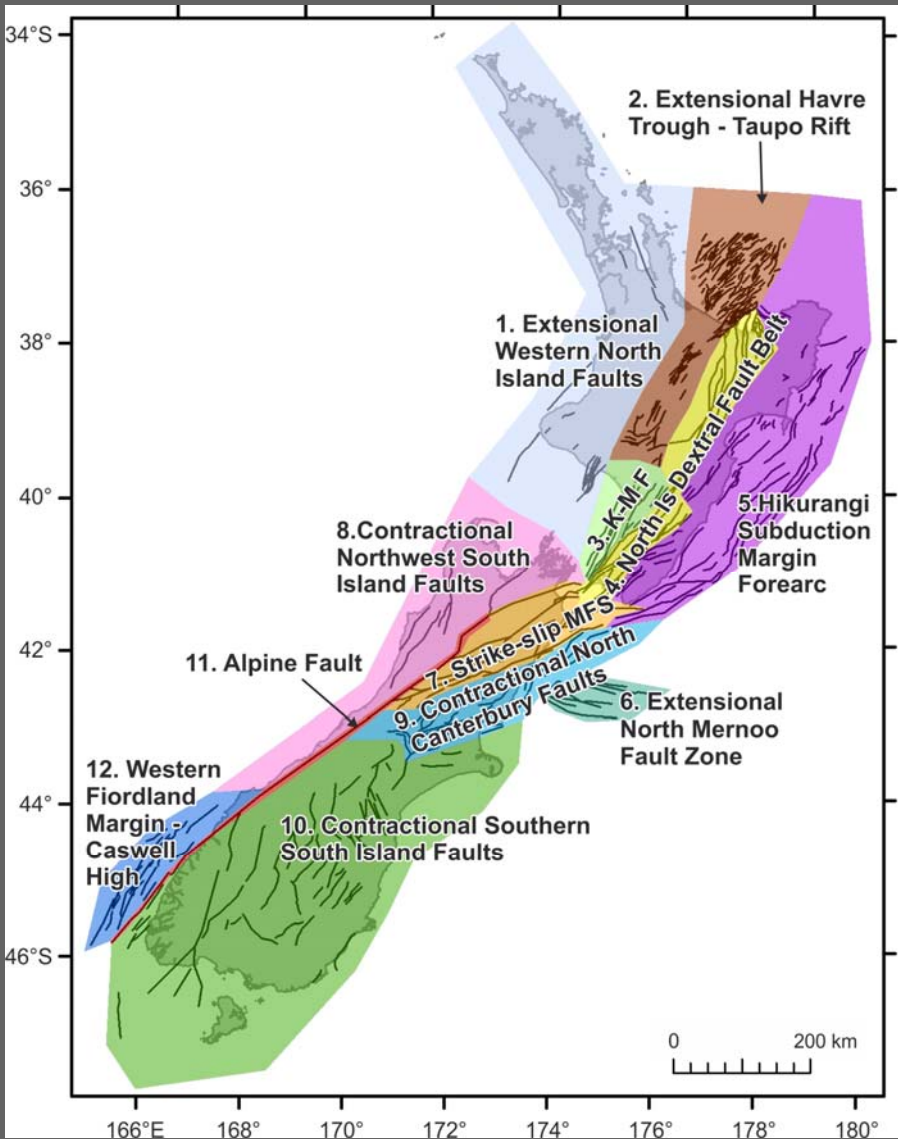 34°S
36°
38°
40°
42°
44°
46°S
2. Extensional Havre
Trough - Taupo Rift
1. Extensional
Western North
Island Faults
3. K-M-F
4. North Is Dextral Fault Belt
5.Hikurangi
Subduction
Margin
Forearc
8.Contractional
Northwest South
Island Faults
7. Strike-slip MFS
9. Contractional North
Canterbury Faults
11. Alpine Fault
6. Extensional
North Mernoo
Fault Zone
12. Western
Fiordland
Margin -
Caswell
High
10. Contractional Southern
South Island Faults
0 200 km
166°E 168° 170° 172° 174° 176° 178° 180°